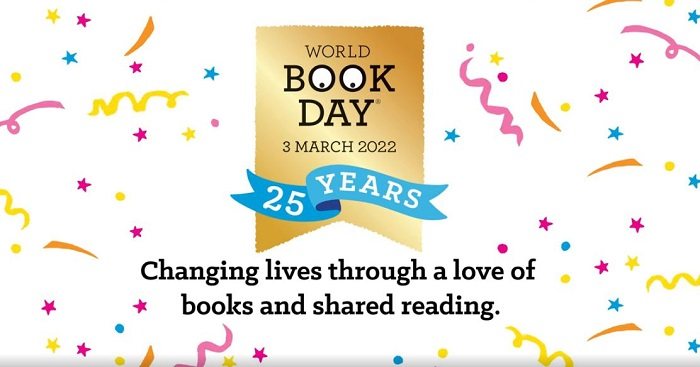 WORLD
BOOK
DAY®
3 MARCH 2022
25 YEARS
Changing lives through a love of
books and shared reading.